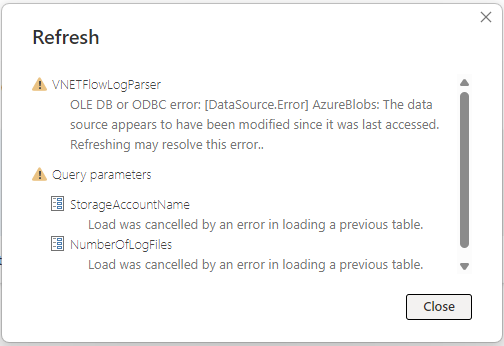 Refresh
VNETFlowLogParser
OLE DB or ODBC error: [DataSource.Error] AzureBlobs: The data
source appears to have been modified since it was last accessed.
Refreshing may resolve this error..
Query parameters
StorageAccountName
Load was cancelled by an error in loading a previous table.
NumberOfLogFiles
Load was cancelled by an error in loading a previous table.
Close